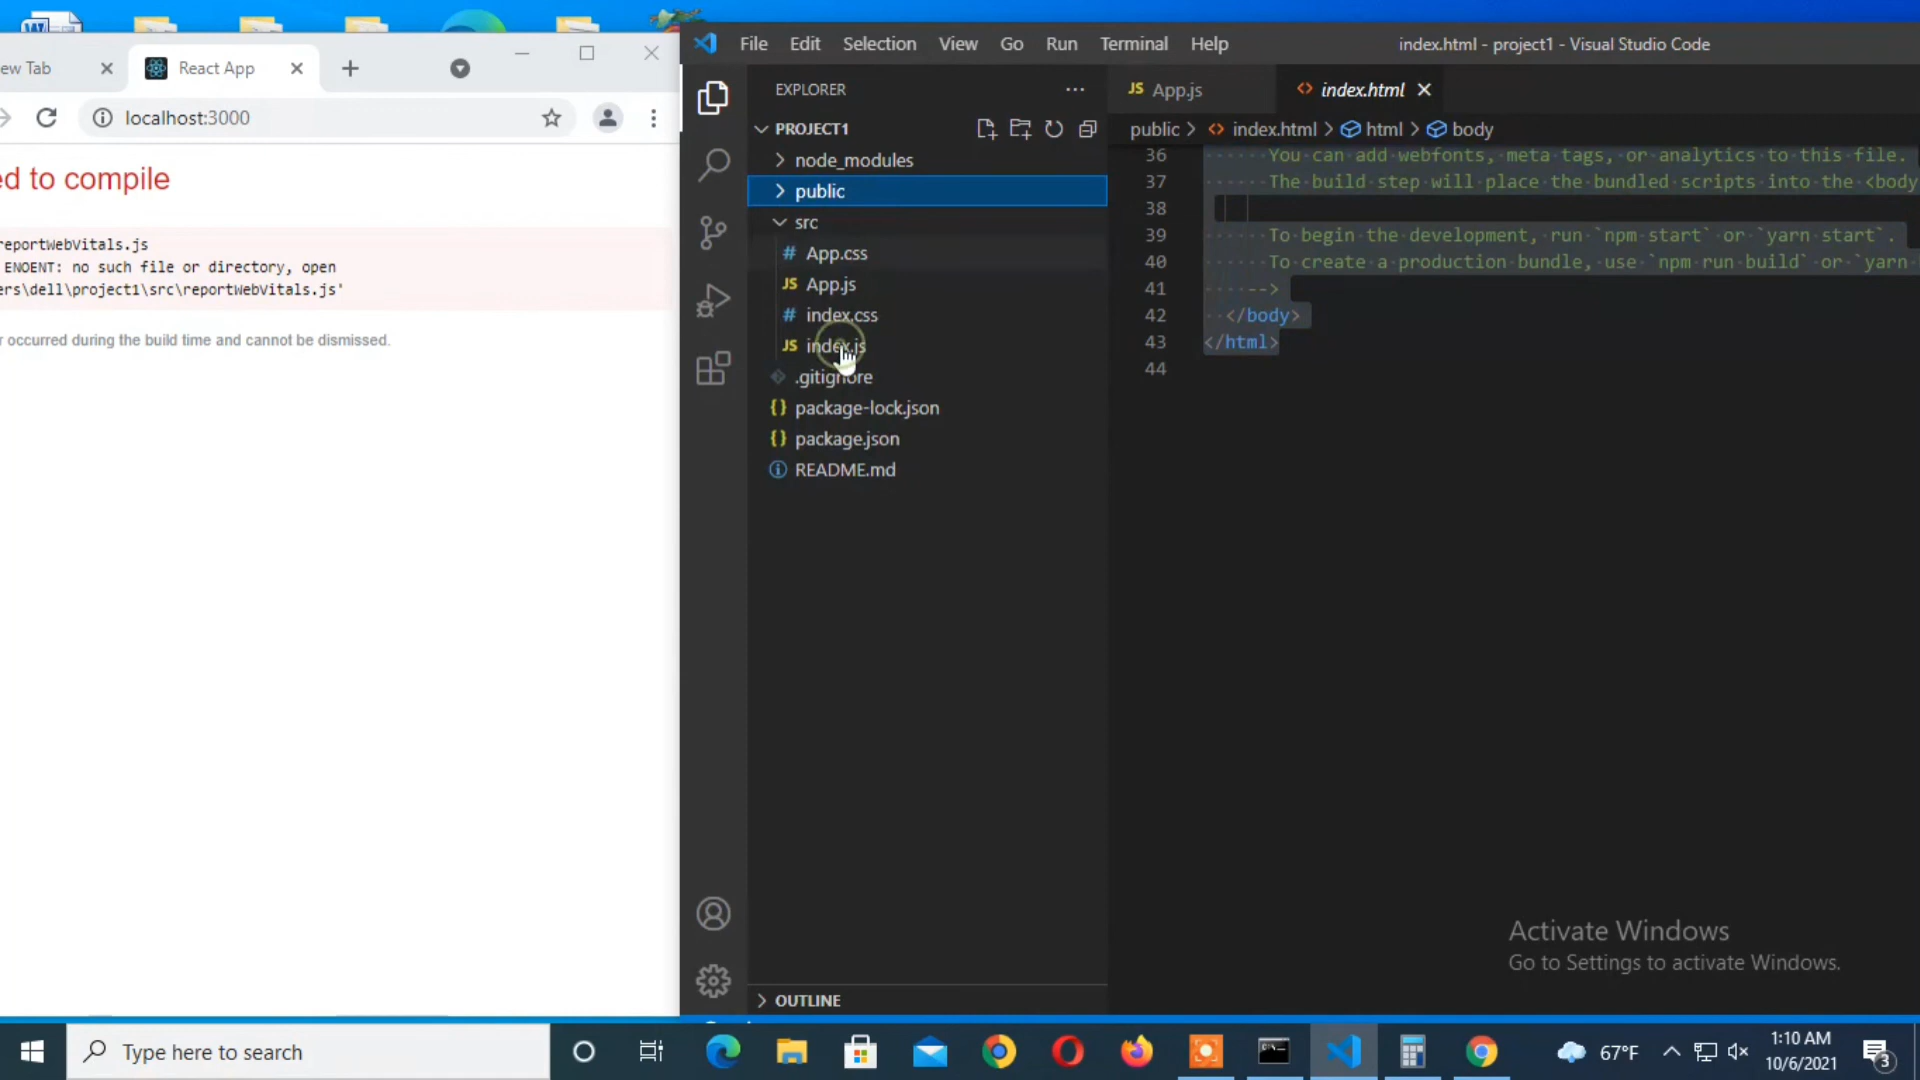 File Edit Selection View Go Run Terminal Help
index.html - project1 - Visual Studio Code
ew Tab
React App
localhost:3000
ed to compile
reportWebVitals.js
ENOENT: no such file or directory, open
ers\dell\project1\src\reportWebVitals.js'
r occurred during the build time and cannot be dismissed.
EXPLORER
PROJECT1
node_modules
public
src
# App.css
JS App.js
# index.css
JS index.js
.gitignore
{} package-lock.json
{} package.json
README.md
OUTLINE
JS App.js
<> index.html
public > <> index.html > html > body
36 You can add webfonts, meta tags, or analytics to this file.
37 The build step will place the bundled scripts into the <body
38
39 To begin the development, run `npm start` or `yarn start`.
40 To create a production bundle, use `npm run build` or `yarn
41 -->
42 </body>
43 </html>
44
Activate Windows
Go to Settings to activate Windows.
Type here to search
67°F
1:10 AM
10/6/2021
3